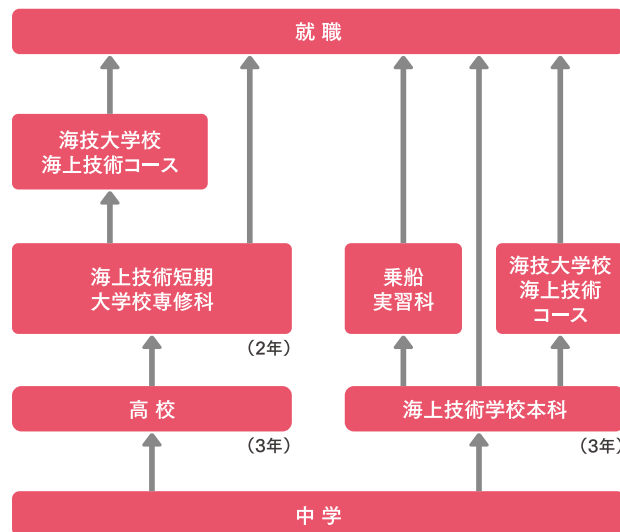 就職
海技大学校
海上技術コース
海上技術短期
大学校専修科
(2年)
乗船
実習科
海技大学校
海上技術
コース
高校
(3年)
海上技術学校本科
(3年)
中学